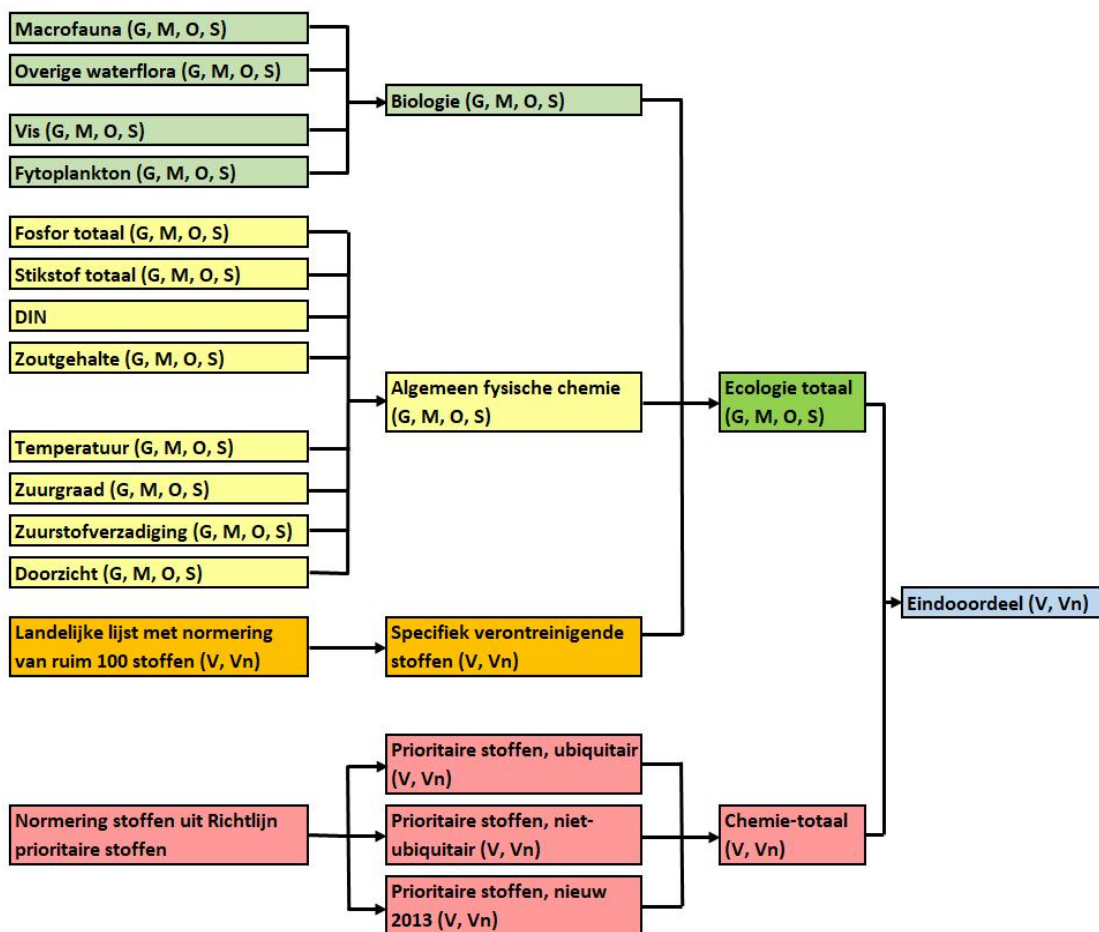 Macrofauna (G, M, O, S)
Overige waterflora (G, M, O, S)
Vis (G, M, O, S)
Fytoplankton (G, M, O, S)
Biologie (G, M, O, S)
Fosfor totaal (G, M, O, S)
Stikstof totaal (G, M, O, S)
DIN
Zoutgehalte (G, M, O, S)
Temperatuur (G, M, O, S)
Zuurgraad (G, M, O, S)
Zuurstofverzadiging (G, M, O, S)
Doorzicht (G, M, O, S)
Algemeen fysische chemie
(G, M, O, S)
Ecologie totaal
(G, M, O, S)
Landelijke lijst met normering
van ruim 100 stoffen (V, Vn)
Specifiek verontreinigende
stoffen (V, Vn)
Eindooordeel (V, Vn)
Normering stoffen uit Richtlijn
prioritaire stoffen
Prioritaire stoffen, ubiquitair
(V, Vn)
Prioritaire stoffen, niet-
ubiquitair (V, Vn)
Prioritaire stoffen, nieuw
2013 (V, Vn)
Chemie-totaal
(V, Vn)